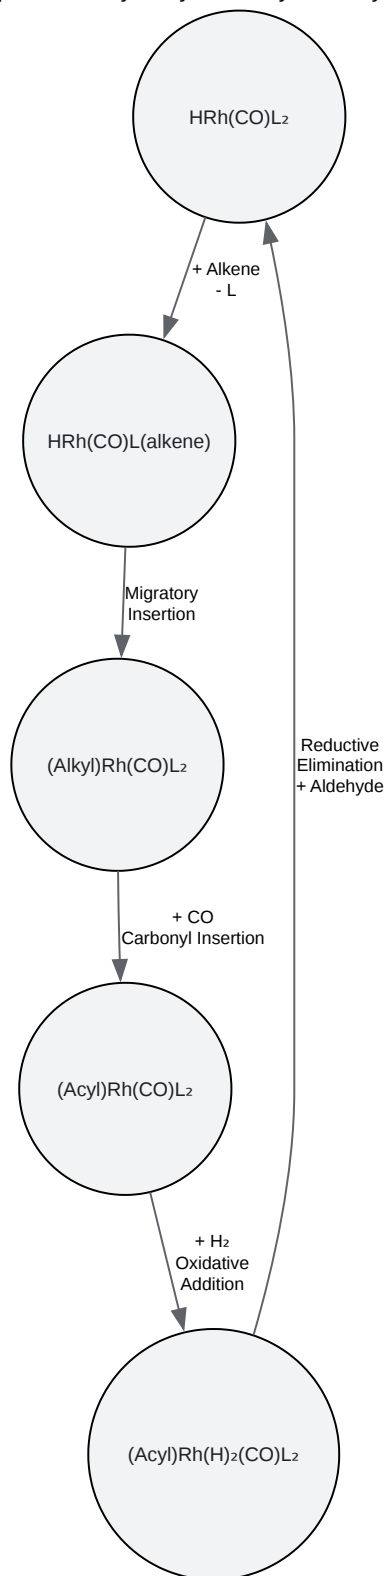 HRh(CO)L₂
+ Alkene
- L
HRh(CO)L(alkene)
Migratory
Insertion
(Alkyl)Rh(CO)L₂
Reductive
Elimination
+ Aldehyde
+ CO
Carbonyl Insertion
(Acyl)Rh(CO)L₂
+ H₂
Oxidative
Addition
(Acyl)Rh(H)₂(CO)L₂